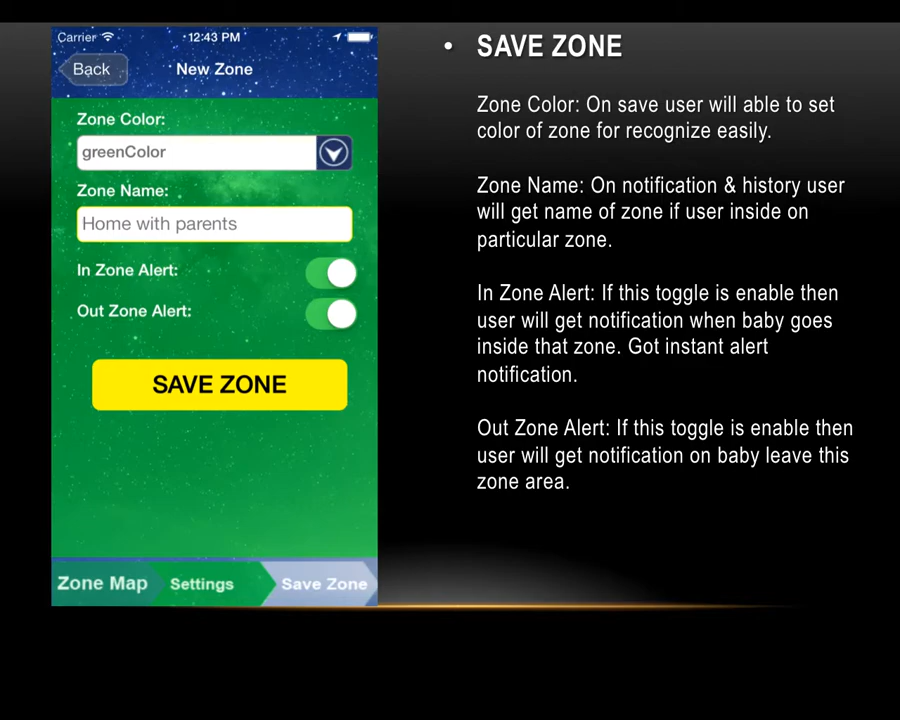 Carrier 12:43 PM
Back New Zone
Zone Color:
greenColor
Zone Name:
Home with parents
In Zone Alert:
Out Zone Alert:
SAVE ZONE
Zone Map Settings Save Zone
• SAVE ZONE
Zone Color: On save user will able to set
color of zone for recognize easily.
Zone Name: On notification & history user
will get name of zone if user inside on
particular zone.
In Zone Alert: If this toggle is enable then
user will get notification when baby goes
inside that zone. Got instant alert
notification.
Out Zone Alert: If this toggle is enable then
user will get notification on baby leave this
zone area.